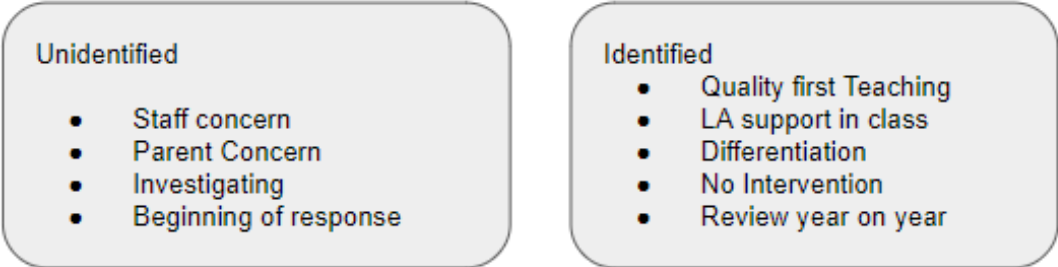 Unidentified
● Staff concern
● Parent Concern
● Investigating
● Beginning of response
Identified
● Quality first Teaching
● LA support in class
● Differentiation
● No Intervention
● Review year on year